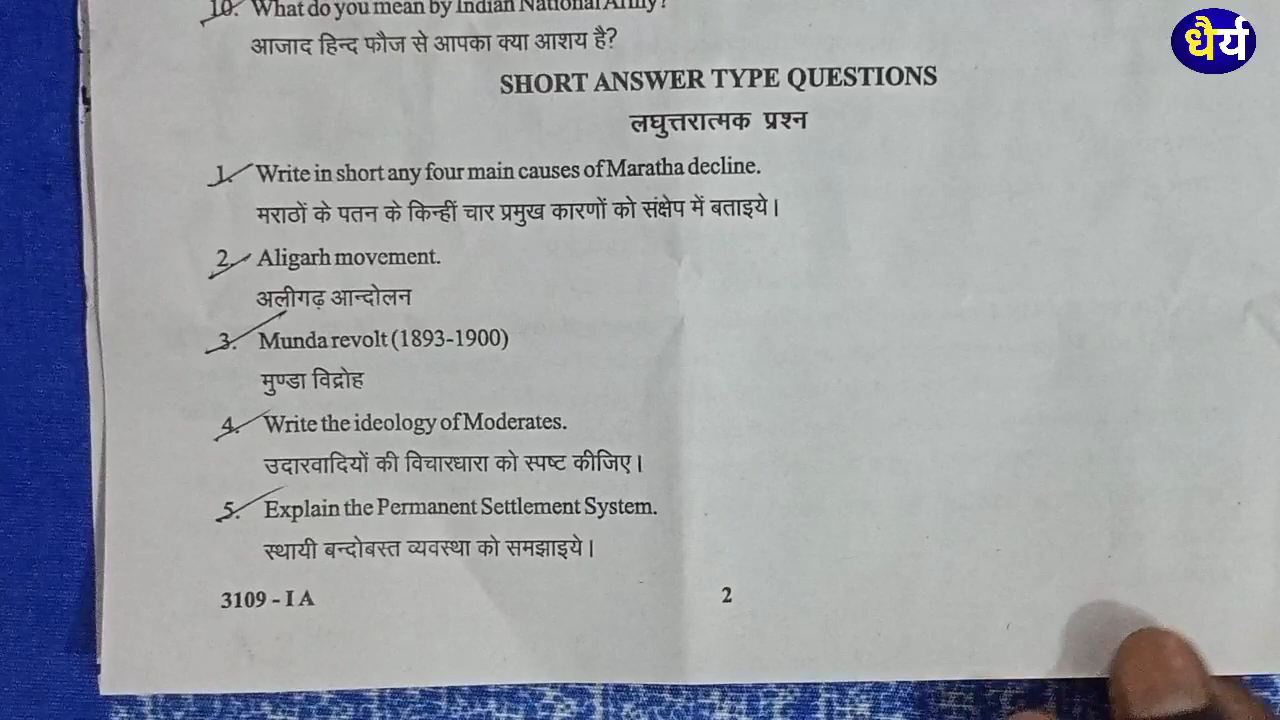 10. What do you mean by Indian National Army?
आजाद हिन्द फौज से आपका क्या आशय है?
धैर्य
SHORT ANSWER TYPE QUESTIONS
लघुत्तरात्मक प्रश्न
1. Write in short any four main causes of Maratha decline.
मराठों के पतन के किन्हीं चार प्रमुख कारणों को संक्षेप में बताइये।
2. Aligarh movement.
अलीगढ़ आन्दोलन
3. Munda revolt (1893-1900)
मुण्डा विद्रोह
4. Write the ideology of Moderates.
उदारवादियों की विचारधारा को स्पष्ट कीजिए।
5. Explain the Permanent Settlement System.
स्थायी बन्दोबस्त व्यवस्था को समझाइये।
3109 - I A 2